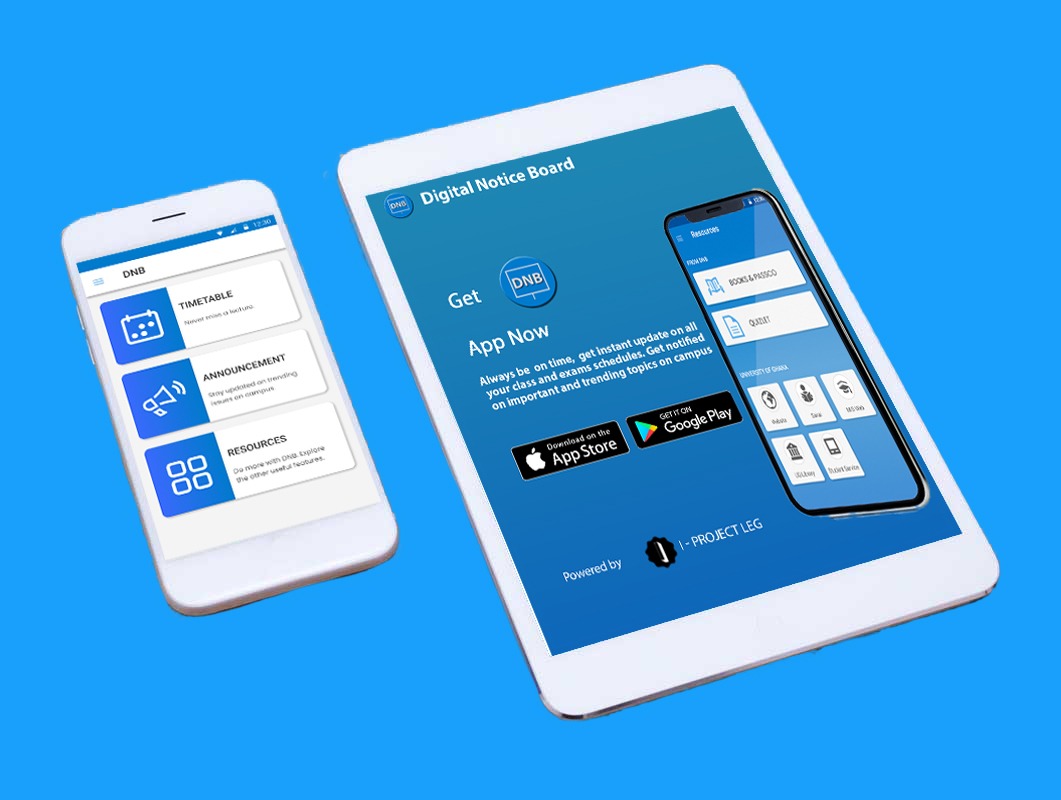 12:30
DNB
TIMETABLE
Never miss a lecture.
ANNOUNCEMENT
Stay updated on trending
issues on campus.
RESOURCES
Do more with DNB. Explore
the other useful features.
DNB
Digital Notice Board
Get
DNB
App Now
Always be on time, get instant update on all
your class and exams schedules. Get notified
on important and trending topics on campus
Download on the
App Store
GET IT ON
Google Play
Powered by
I - PROJECT LEG
Resources
FROM DNB
BOOKS & PASSCO
QUIZLET
UNIVERSITY OF GHANA
Website
Sakai
MIS Web
UG Library
Student Service